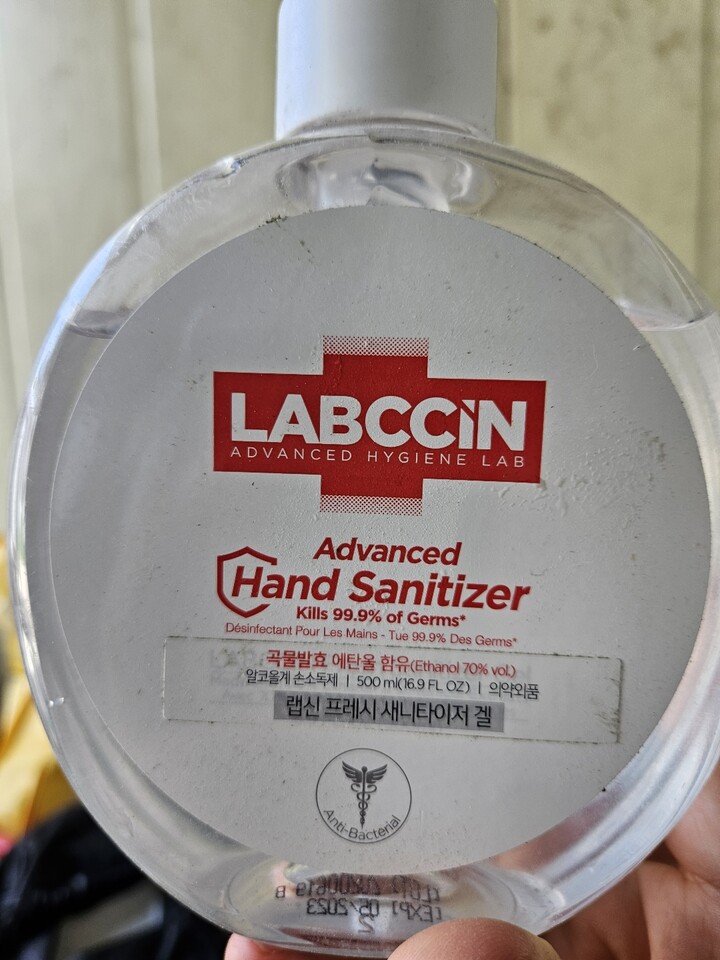 LABCCiN
ADVANCED HYGIENE LAB
Advanced
Hand Sanitizer
Kills 99.9% of Germs*
Désinfectant Pour Les Mains - Tue 99.9% Des Germs*
곡물발효 에탄올 함유(Ethanol 70% vol.)
알코올계 손소독제 | 500 ml(16.9 FL OZ) | 의약외품
랩신 프레시 새니타이저 겔
Anti-Bacterial
[EXP] 05-2023